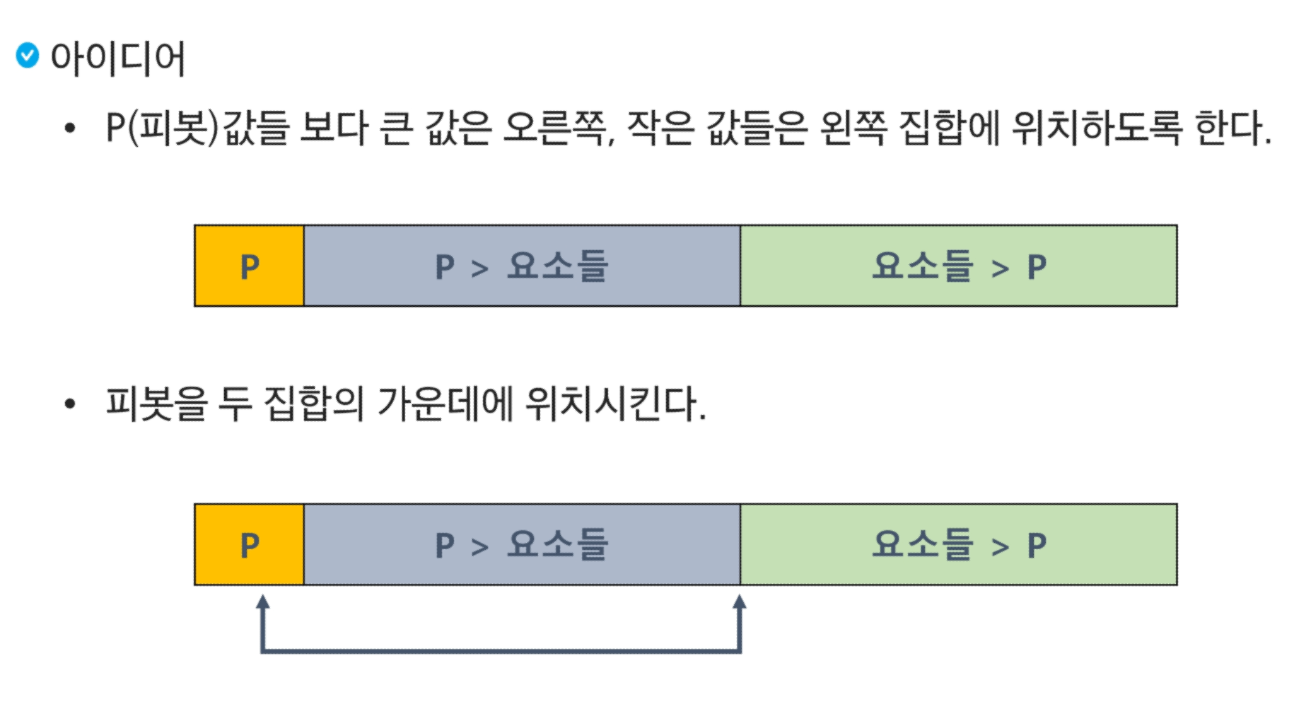 아이디어
• P(피봇)값들 보다 큰 값은 오른쪽, 작은 값들은 왼쪽 집합에 위치하도록 한다.
P P > 요소들 요소들 > P
• 피봇을 두 집합의 가운데에 위치시킨다.
P P > 요소들 요소들 > P